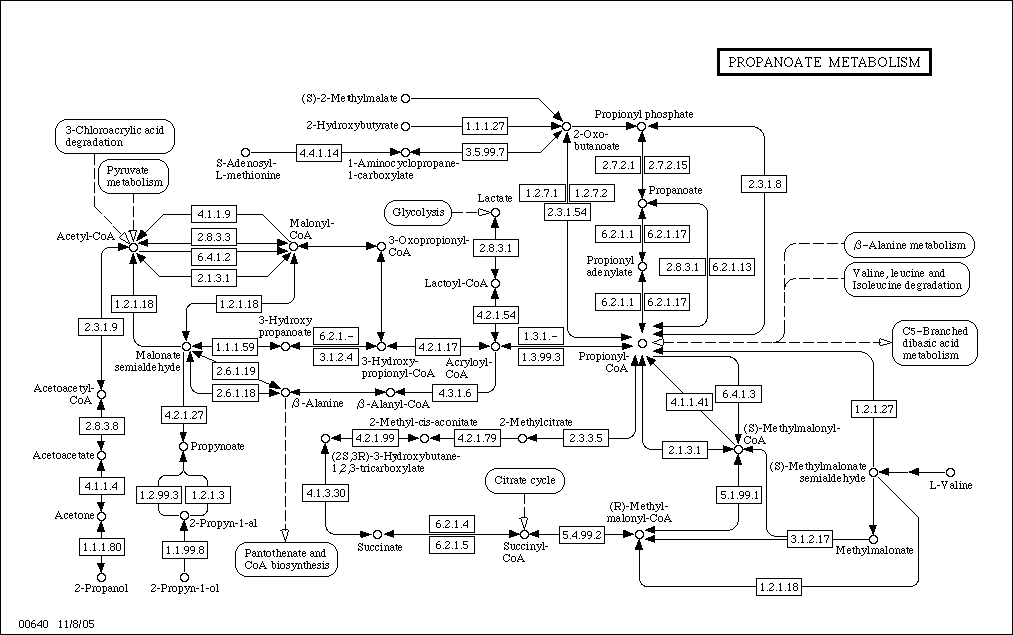 PROPANOATE METABOLISM
(S)-2-Methylmalate
Propionyl phosphate
3-Chloroacrylic acid
degradation
2-Hydroxybutyrate
1.1.1.27
2-Oxo-
butanoate
4.4.1.14
3.5.99.7
S-Adenosyl-
L-methionine
1-Aminocyclopropane-
1-carboxylate
Pyruvate
metabolism
2.7.2.1
2.7.2.15
2.3.1.8
Propanoate
1.2.7.1
1.2.7.2
2.3.1.54
Lactate
Glycolysis
4.1.1.9
Malonyl-
CoA
Acetyl-CoA
2.8.3.3
6.4.1.2
2.1.3.1
3-Oxopropionyl-
CoA
2.8.3.1
6.2.1.1
6.2.1.17
β-Alanine metabolism
Propionyl
adenylate
2.8.3.1
6.2.1.13
Valine, leucine and
Isoleucine degradation
Lactoyl-CoA
1.2.1.18
1.2.1.18
6.2.1.1
6.2.1.17
4.2.1.54
2.3.1.9
3-Hydroxy
propanoate
6.2.1.-
1.3.1.-
C5-Branched
dibasic acid
metabolism
1.1.1.59
3.1.2.4
4.2.1.17
1.3.99.3
Malonate
semialdehyde
3-Hydroxy-
propionyl-CoA
Acryloyl-
CoA
Propionyl-
CoA
2.6.1.19
2.6.1.18
4.3.1.6
Acetoacetyl-
CoA
β-Alanine
β-Alanyl-CoA
4.1.1.41
6.4.1.3
1.2.1.27
4.2.1.27
2-Methyl-cis-aconitate
2-Methylcitrate
2.8.3.8
4.2.1.99
4.2.1.79
2.3.3.5
(S)-Methylmalonyl-
CoA
Propynoate
2.1.3.1
Acetoacetate
(2S,3R)-3-Hydroxybutane-
1,2,3-tricarboxylate
(S)-Methylmalonate
semialdehyde
L-Valine
4.1.1.4
1.2.99.3
1.2.1.3
4.1.3.30
Citrate cycle
5.1.99.1
(R)-Methyl-
malonyl-CoA
Acetone
2-Propyn-1-al
6.2.1.4
6.2.1.5
5.4.99.2
3.1.2.17
1.1.1.80
1.1.99.8
Succinate
Succinyl-
CoA
Methylmalonate
Pantothenate and
CoA biosynthesis
2-Propanol
2-Propyn-1-ol
1.2.1.18
00640 11/8/05